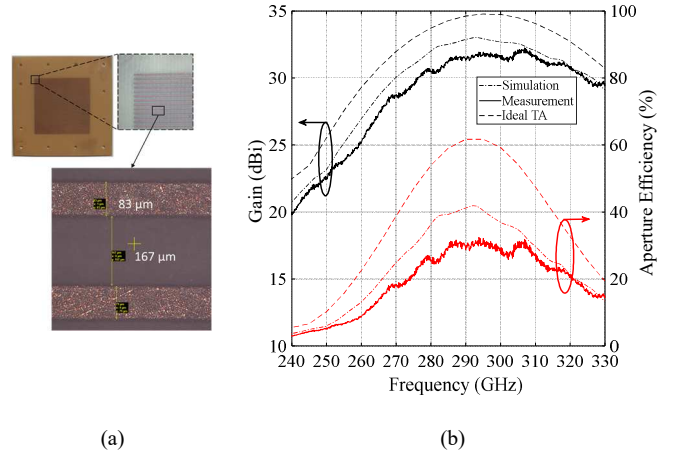 83 µm
167 µm
(a)
35
30
25
20
15
10
Gain (dBi)
100
80
60
40
20
0
Aperture Efficiency (%)
Simulation
Measurement
Ideal TA
240 250 260 270 280 290 300 310 320 330
Frequency (GHz)
(b)